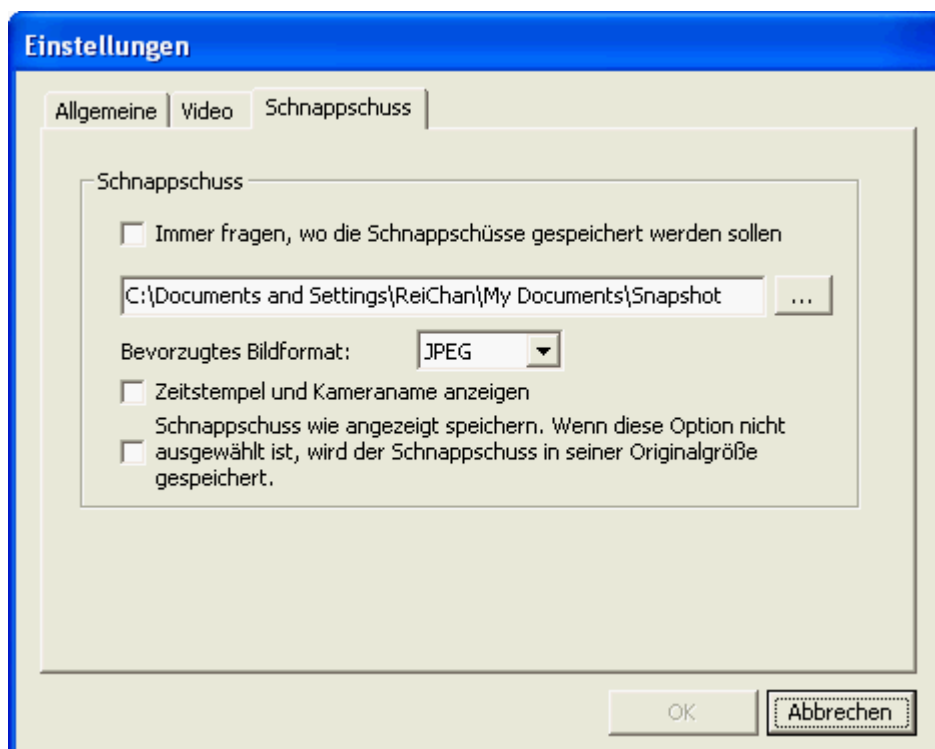 Einstellungen
Allgemeine Video Schnappschuss
Schnappschuss
Immer fragen, wo die Schnappschüsse gespeichert werden sollen
C:\Documents and Settings\ReiChan\My Documents\Snapshot ...
Bevorzugtes Bildformat: JPEG
Zeitstempel und Kameraname anzeigen
Schnappschuss wie angezeigt speichern. Wenn diese Option nicht
ausgewählt ist, wird der Schnappschuss in seiner Originalgröße
gespeichert.
OK Abbrechen